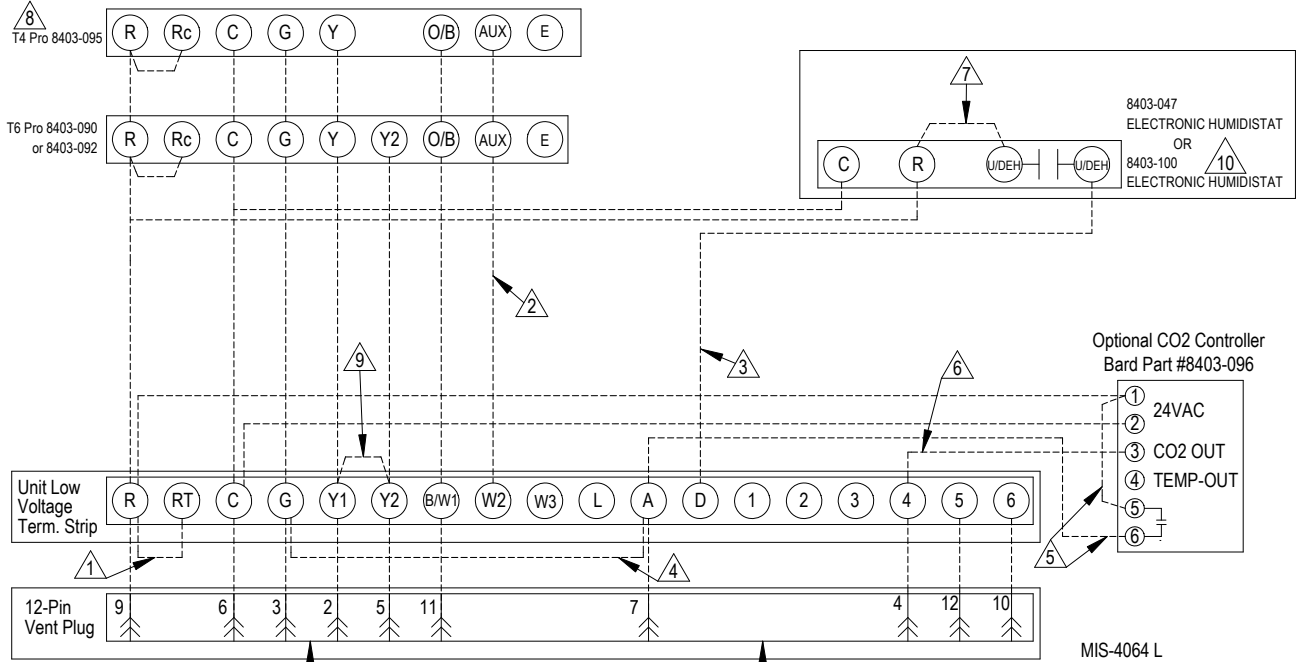 8
T4 Pro 8403-095
R Rc C G Y O/B AUX E
T6 Pro 8403-090
or 8403-092
R Rc C G Y Y2 O/B AUX E
7
C R U/DEH U/DEH
8403-047
ELECTRONIC HUMIDISTAT
OR
8403-100
ELECTRONIC HUMIDISTAT
10
2
9
3
6
Optional CO2 Controller
Bard Part #8403-096
1
24VAC
2
3 CO2 OUT
4 TEMP-OUT
5
6
5
Unit Low
Voltage
Term. Strip
R RT C G Y1 Y2 B/W1 W2 W3 L A D 1 2 3 4 5 6
1
4
12-Pin
Vent Plug
9 6 3 2 5 11 7 4 12 10
MIS-4064 L